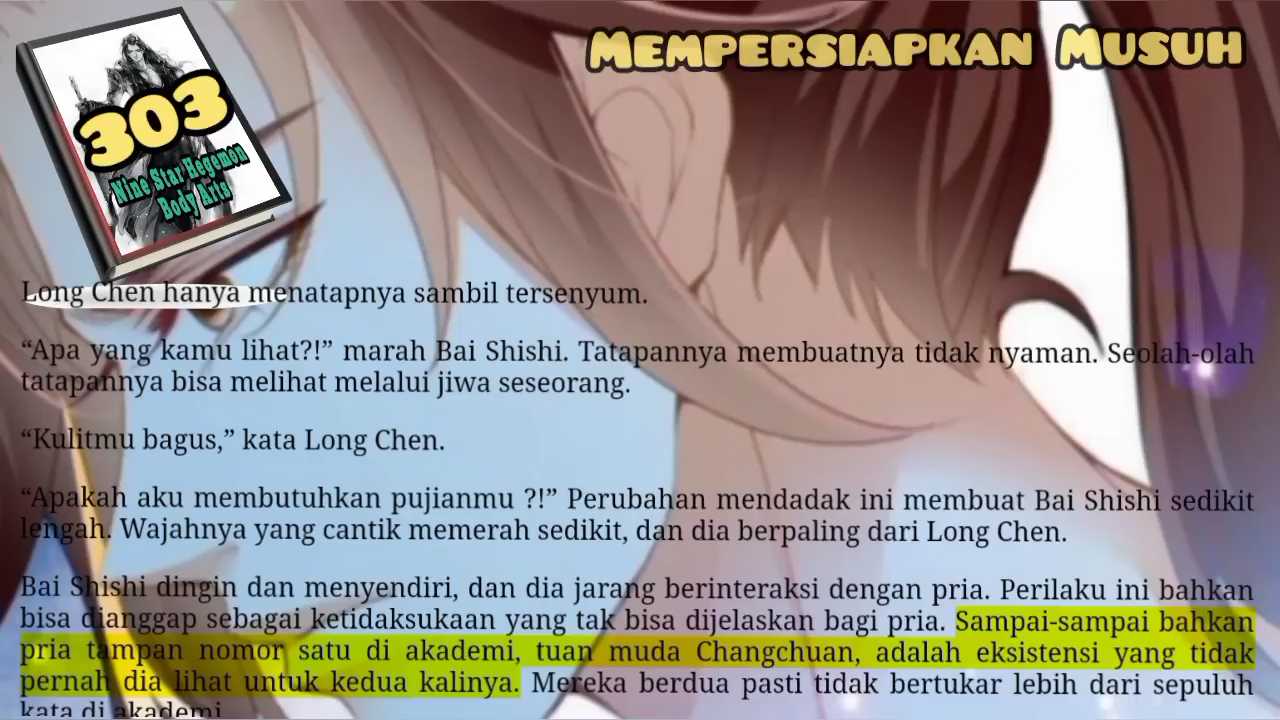 Mempersiapkan Musuh
303
Nine Star Hegemon
Body Arts
Long Chen hanya menatapnya sambil tersenyum.
“Apa yang kamu lihat?!” marah Bai Shishi. Tatapannya membuatnya tidak nyaman. Seolah-olah
tatapannya bisa melihat melalui jiwa seseorang.
“Kulitmu bagus,” kata Long Chen.
“Apakah aku membutuhkan pujianmu ?!” Perubahan mendadak ini membuat Bai Shishi sedikit
lengah. Wajahnya yang cantik memerah sedikit, dan dia berpaling dari Long Chen.
Bai Shishi dingin dan menyendiri, dan dia jarang berinteraksi dengan pria. Perilaku ini bahkan
bisa dianggap sebagai ketidaksukaan yang tak bisa dijelaskan bagi pria. Sampai-sampai bahkan
pria tampan nomor satu di akademi, tuan muda Changchuan, adalah eksistensi yang tidak
pernah dia lihat untuk kedua kalinya. Mereka berdua pasti tidak bertukar lebih dari sepuluh
kata di akademi.